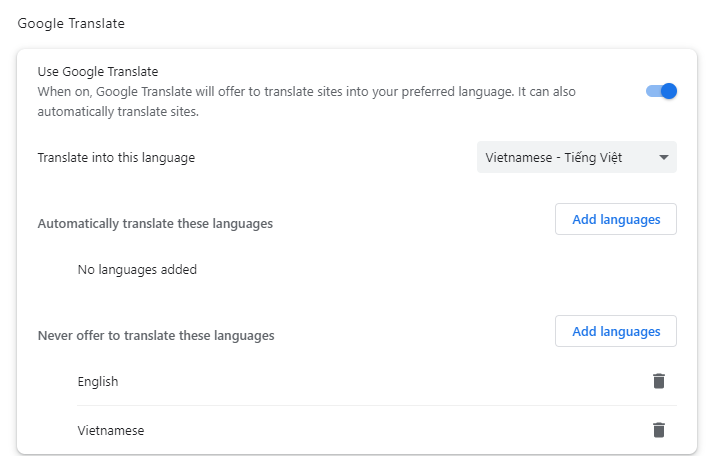 Google Translate
Use Google Translate
When on, Google Translate will offer to translate sites into your preferred language. It can also
automatically translate sites.
Translate into this language
Vietnamese - Tiếng Việt
Automatically translate these languages
Add languages
No languages added
Never offer to translate these languages
Add languages
English
Vietnamese